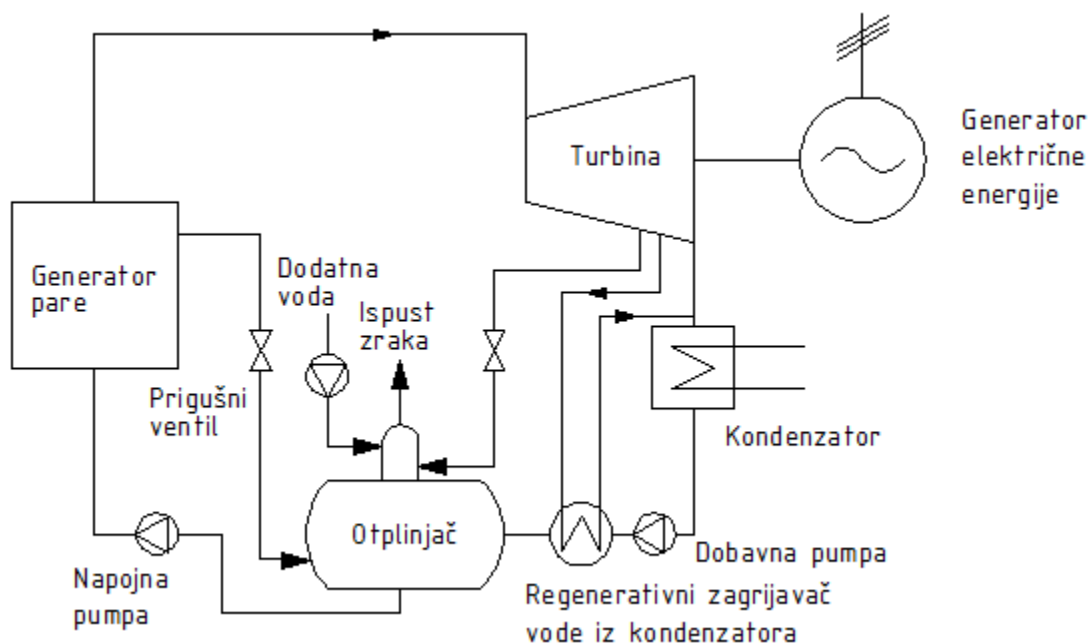 Turbina
Generator
električne
energije
Generator
pare
Dodatna
voda
Ispust
zraka
Prigušni
ventil
Kondenzator
Otplinjač
Dobavna pumpa
Napojna
pumpa
Regenerativni zagrijavač
vode iz kondenzatora